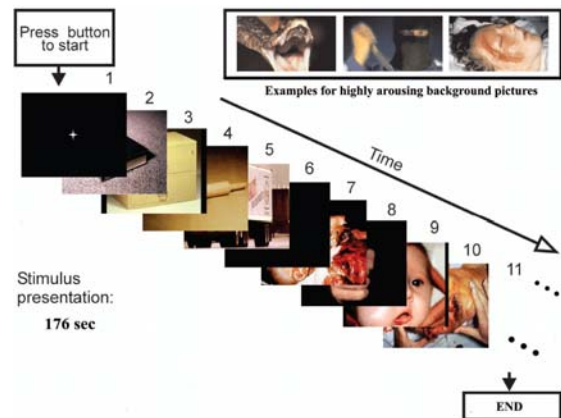 Press button
to start
Examples for highly arousing background pictures
1
2
3
4
5
6
7
8
9
10
11
Time
Stimulus
presentation:
176 sec
END